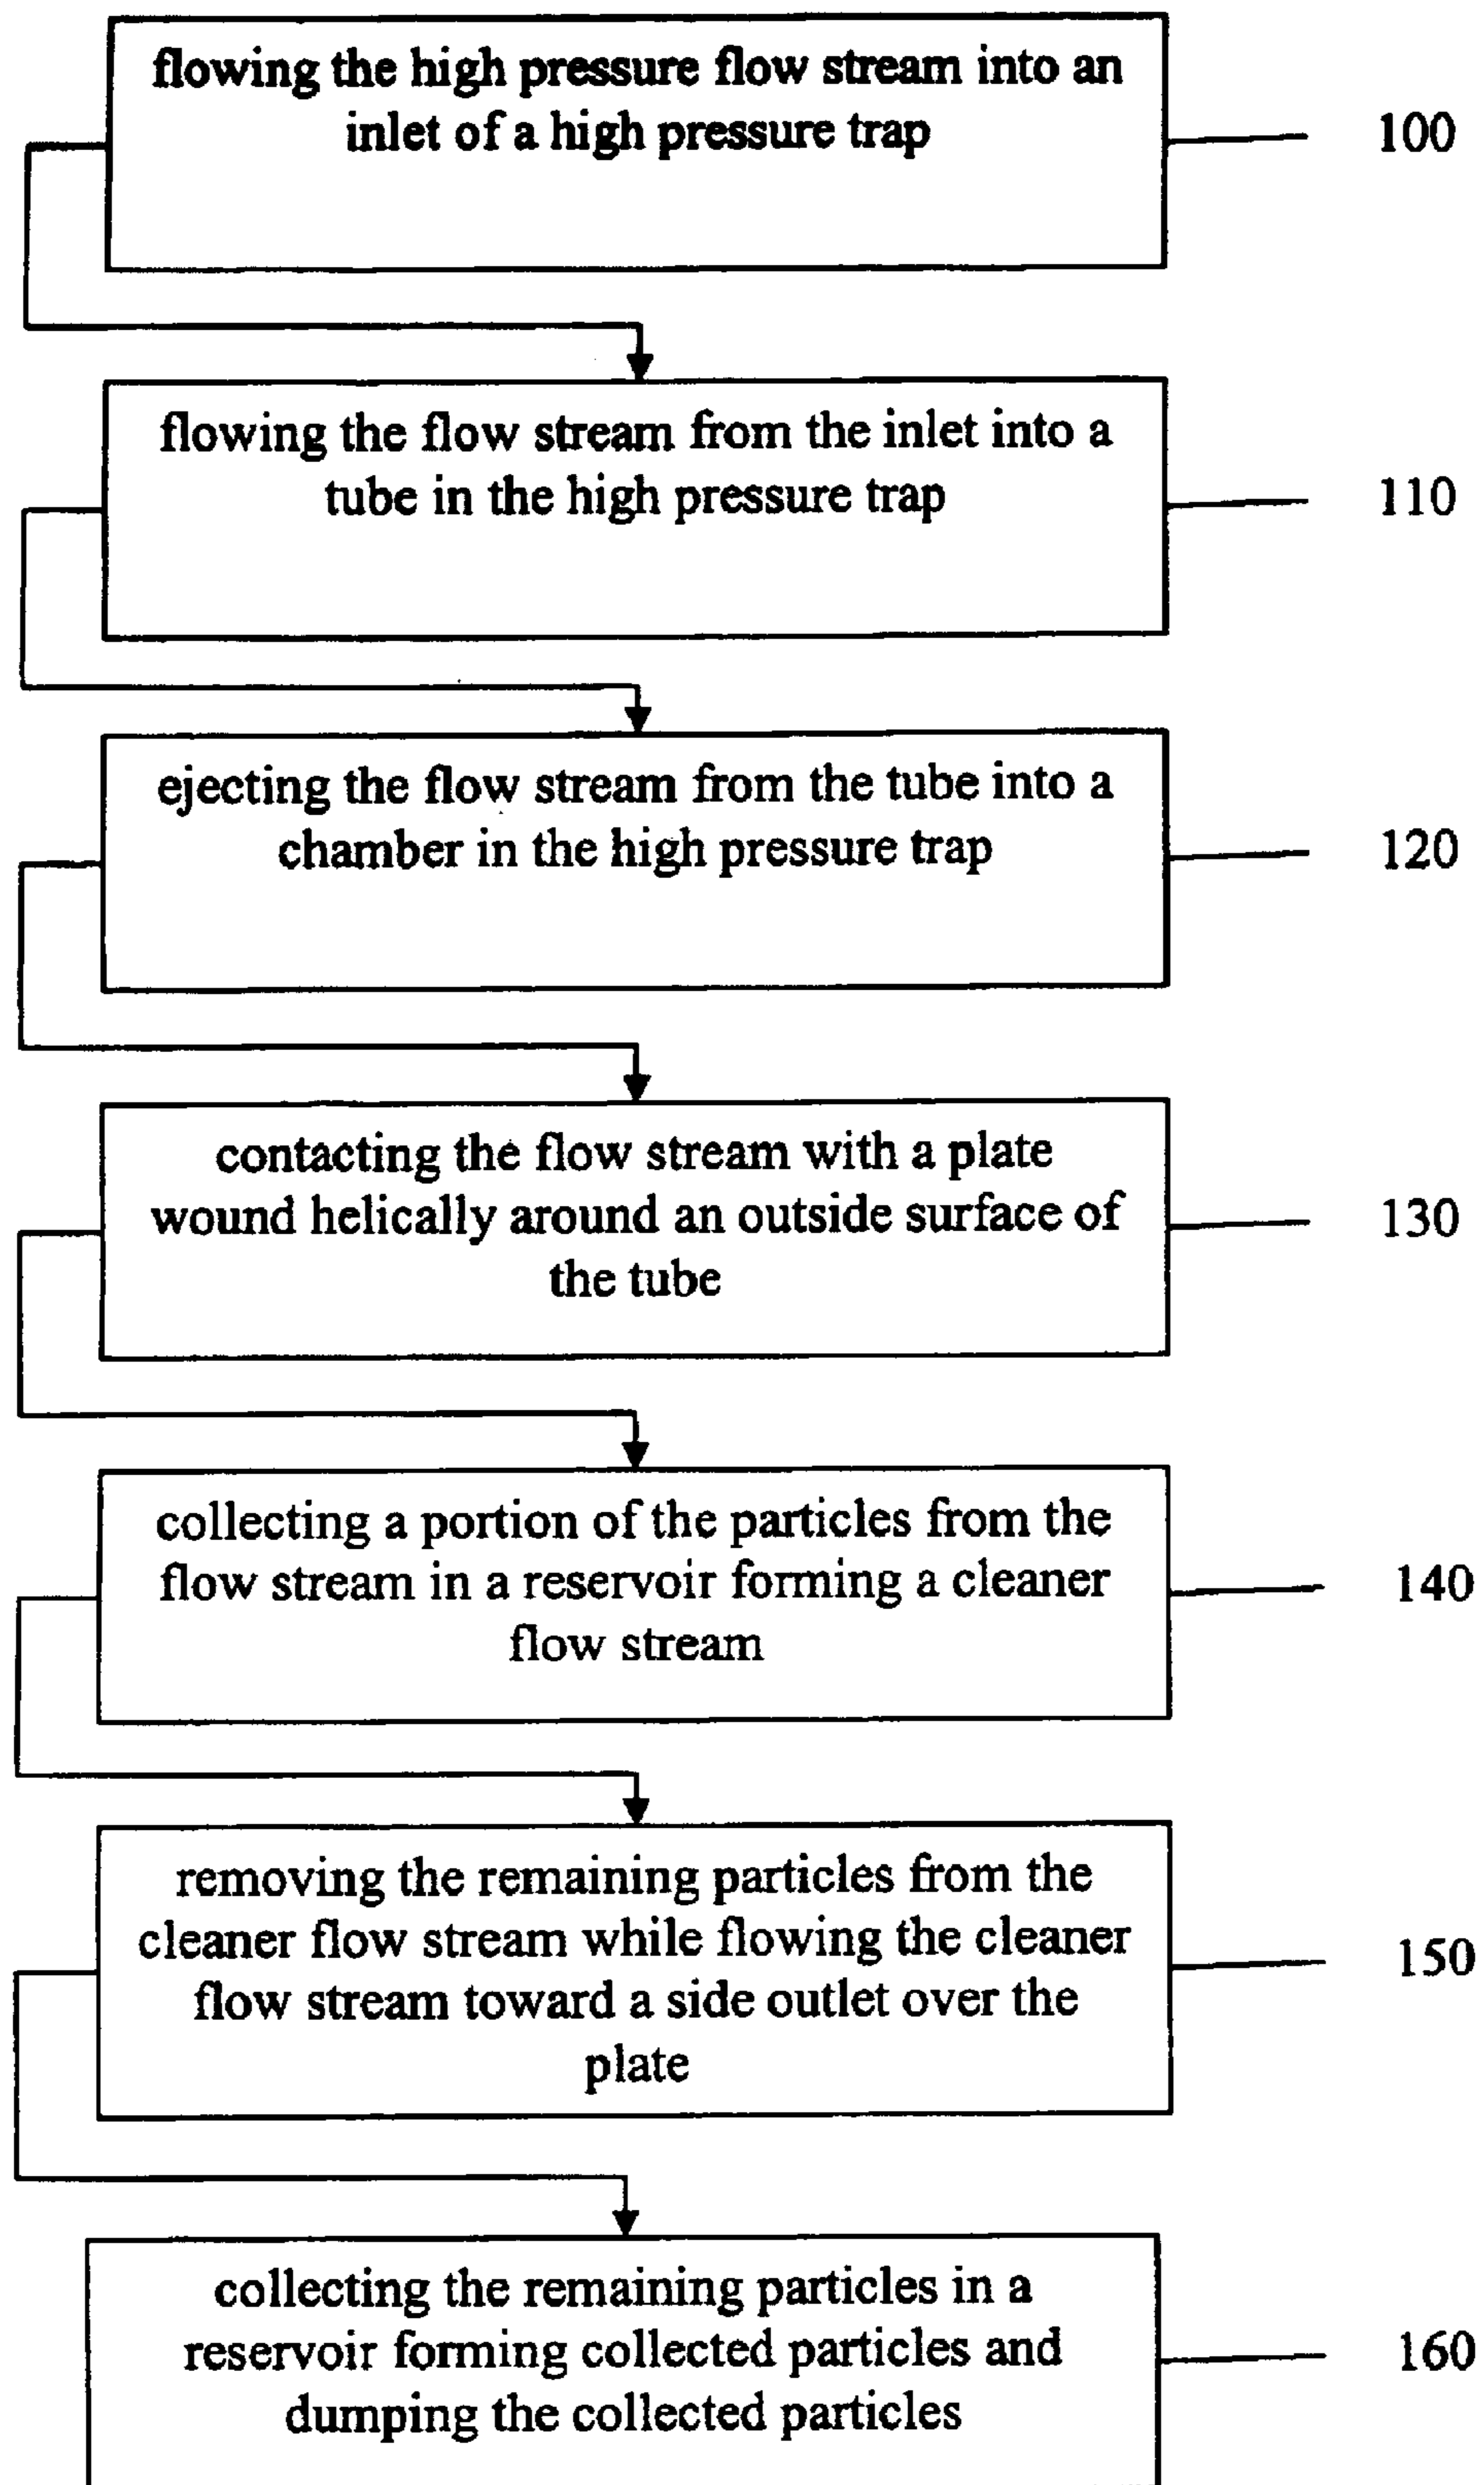 flowing the high pressure flow stream into an
inlet of a high pressure trap
100
flowing the flow stream from the inlet into a
tube in the high pressure trap
110
ejecting the flow stream from the tube into a
chamber in the high pressure trap
120
contacting the flow stream with a plate
wound helically around an outside surface of
the tube
130
collecting a portion of the particles from the
flow stream in a reservoir forming a cleaner
flow stream
140
removing the remaining particles from the
cleaner flow stream while flowing the cleaner
flow stream toward a side outlet over the
plate
150
collecting the remaining particles in a
reservoir forming collected particles and
dumping the collected particles
160